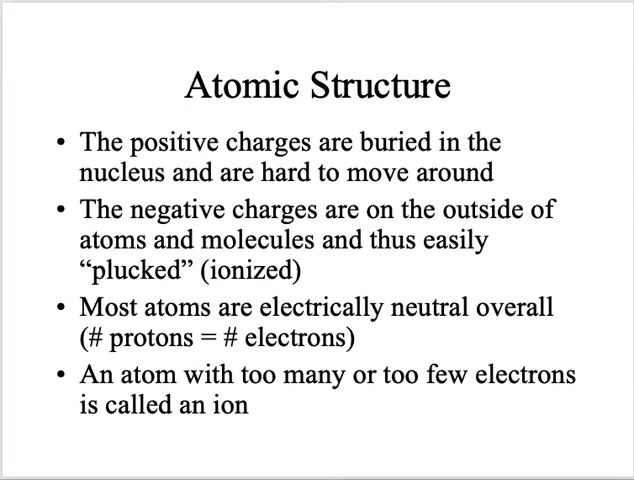 Atomic Structure
• The positive charges are buried in the
nucleus and are hard to move around
• The negative charges are on the outside of
atoms and molecules and thus easily
“plucked” (ionized)
• Most atoms are electrically neutral overall
(# protons = # electrons)
• An atom with too many or too few electrons
is called an ion